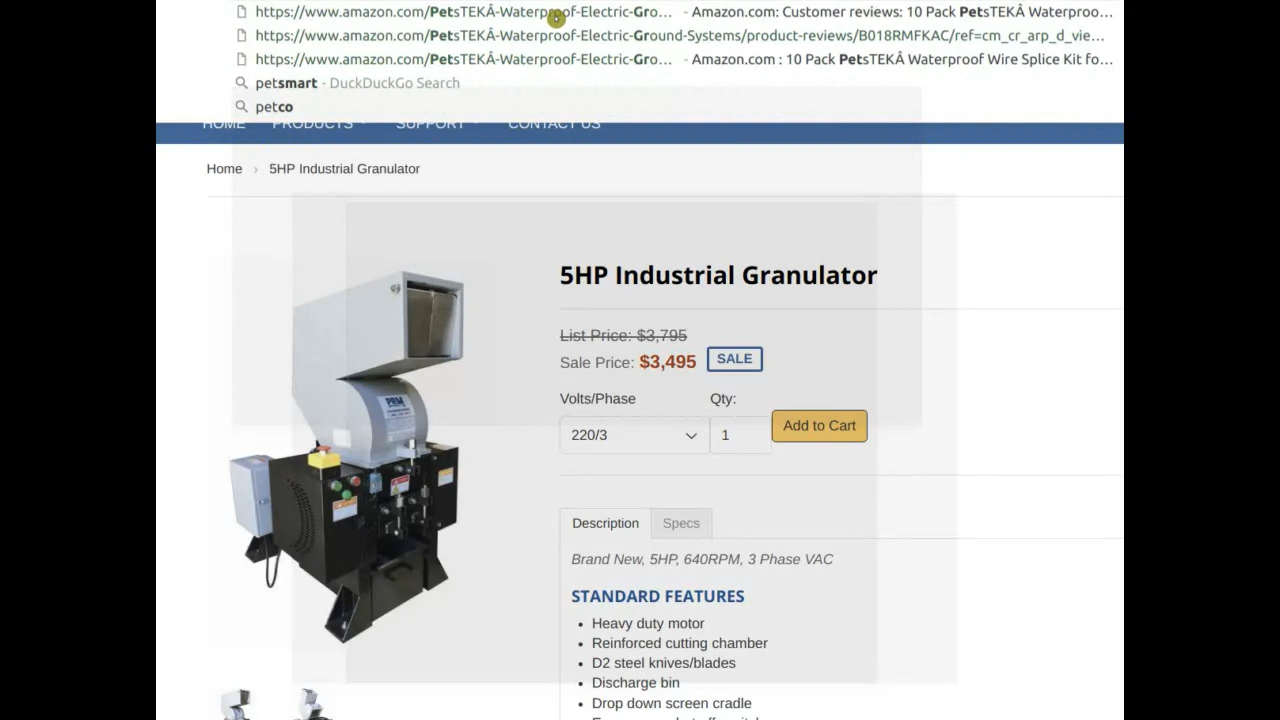 https://www.amazon.com/PetsTEKÂ-Waterproof-Electric-Gro... - Amazon.com: Customer reviews: 10 Pack PetsTEKÂ Waterproo...
https://www.amazon.com/PetsTEKÂ-Waterproof-Electric-Ground-Systems/product-reviews/B018RMFKAC/ref=cm_cr_arp_d_vie...
https://www.amazon.com/PetsTEKÂ-Waterproof-Electric-Gro... - Amazon.com : 10 Pack PetsTEKÂ Waterproof Wire Splice Kit fo...
petsmart - DuckDuckGo Search
petco
HOME PRODUCTS SUPPORT CONTACT US
Home › 5HP Industrial Granulator
5HP Industrial Granulator
List Price: $3,795
Sale Price: $3,495 SALE
Volts/Phase Qty:
220/3 1 Add to Cart
PRM
Description Specs
Brand New, 5HP, 640RPM, 3 Phase VAC
STANDARD FEATURES
• Heavy duty motor
• Reinforced cutting chamber
• D2 steel knives/blades
• Discharge bin
• Drop down screen cradle